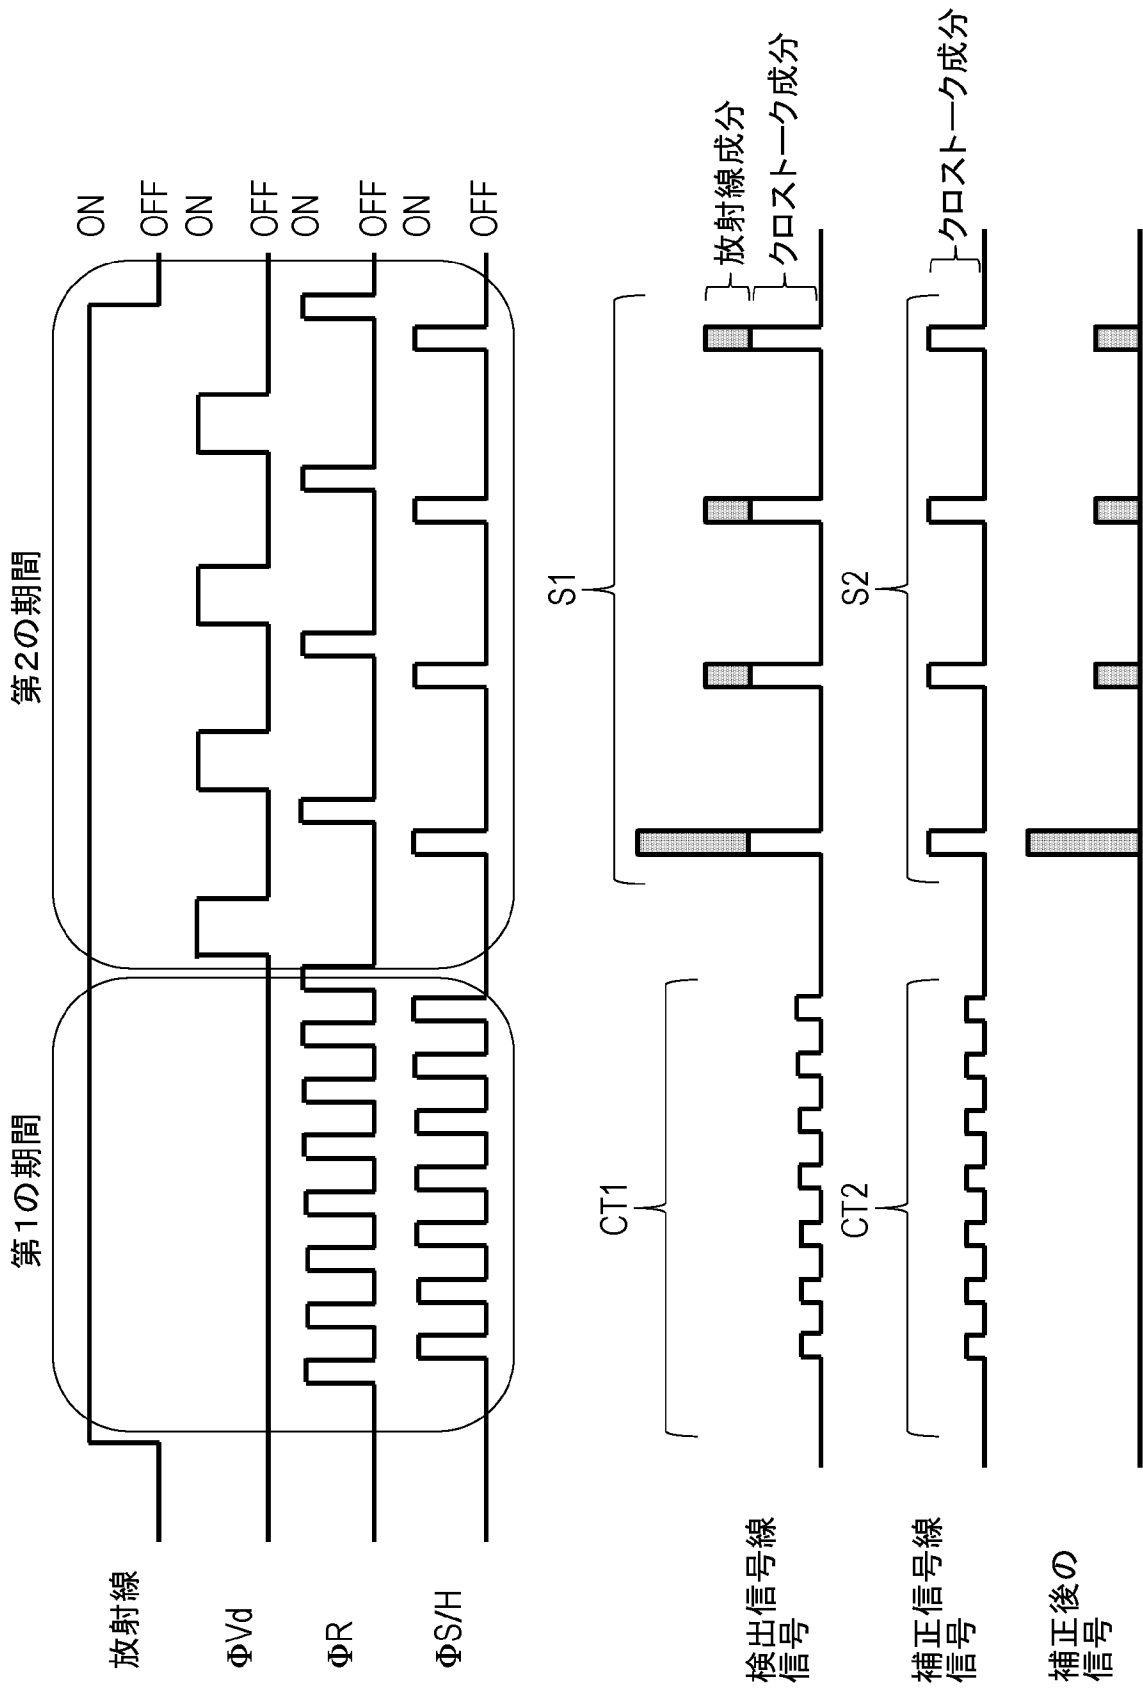 第1の期間
第2の期間
放射線
ON
OFF
ΦVd
ON
OFF
ΦR
ON
OFF
ΦS/H
ON
OFF
CT1
S1
検出信号線
信号
放射線成分
クロストーク成分
CT2
S2
補正信号線
信号
クロストーク成分
補正後の
信号